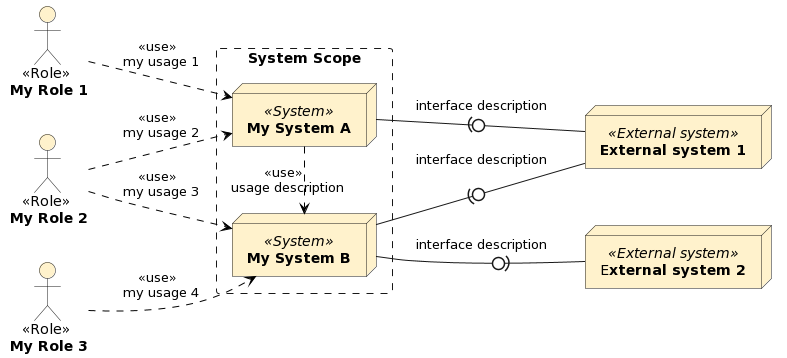 «Role»
My Role 1
«use»
my usage 1
System Scope
«System»
My System A
interface description
«External system»
External system 1
«use»
my usage 2
«Role»
My Role 2
«use»
my usage 3
«use»
usage description
interface description
«System»
My System B
interface description
«External system»
External system 2
«use»
my usage 4
«Role»
My Role 3